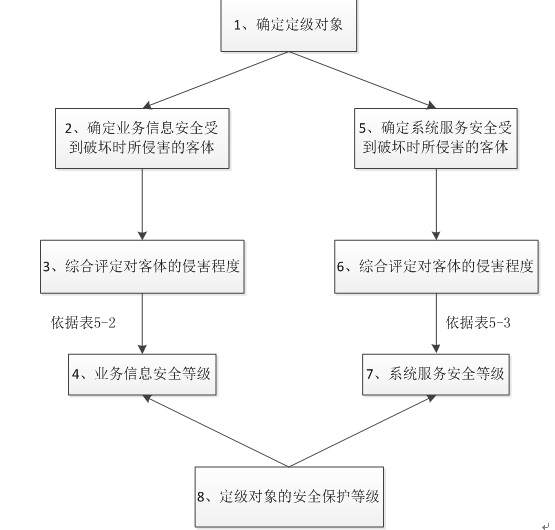 1、确定定级对象
2、确定业务信息安全受
到破坏时所侵害的客体
5、确定系统服务安全受
到破坏时所侵害的客体
3、综合评定对客体的侵害程度
6、综合评定对客体的侵害程度
依据表5-2
依据表5-3
4、业务信息安全等级
7、系统服务安全等级
8、定级对象的安全保护等级